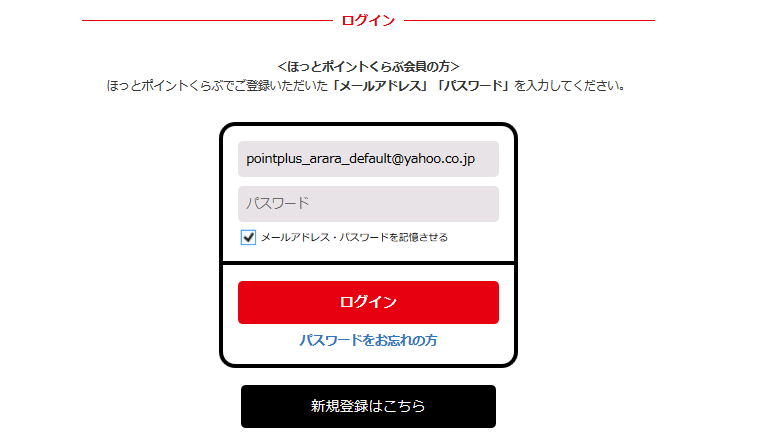 ログイン
<ほっとポイントくらぶ会員の方>
ほっとポイントくらぶでご登録いただいた「メールアドレス」「パスワード」を入力してください。
pointplus_arara_default@yahoo.co.jp
パスワード
メールアドレス・パスワードを記憶させる
ログイン
パスワードをお忘れの方
新規登録はこちら